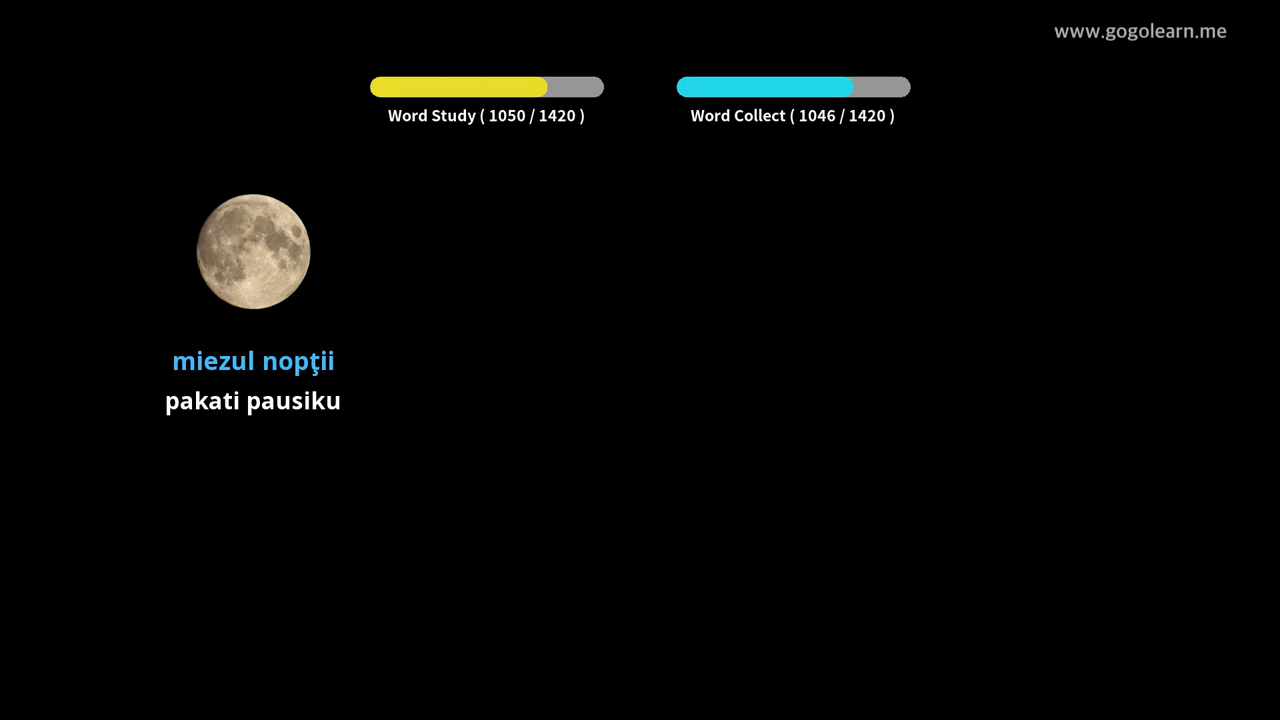 www.gogolearn.me
Word Study ( 1050 / 1420 )
Word Collect ( 1046 / 1420 )
miezul nopţii
pakati pausiku